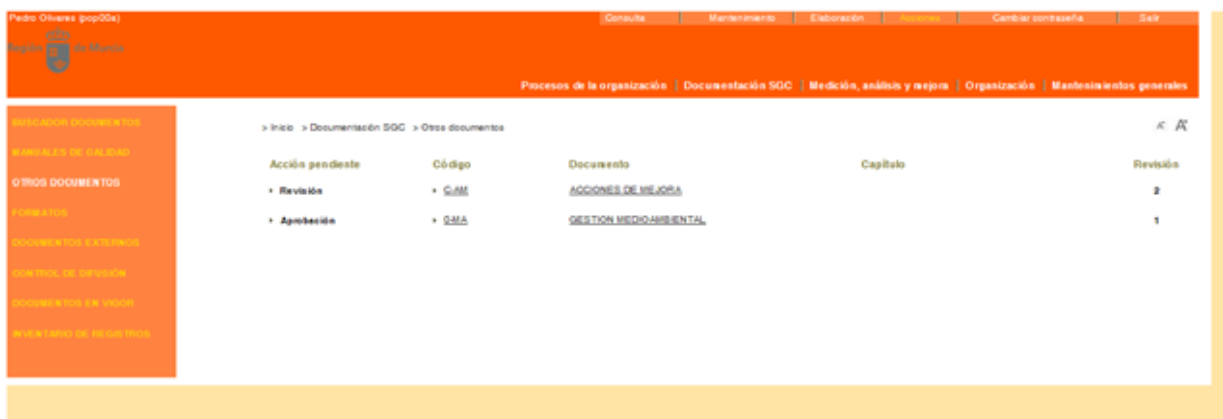 Pedro Olivares (pop00a)
Consulta | Mantenimiento | Elaboración | Acciones | Cambiar contraseña | Salir
Región de Murcia
Procesos de la organización | Documentación SGC | Medición, análisis y mejora | Organización | Mantenimientos generales
BUSCADOR DOCUMENTOS
MANUALES DE CALIDAD
OTROS DOCUMENTOS
FORMATOS
DOCUMENTOS EXTERNOS
CONTROL DE DIFUSIÓN
DOCUMENTOS EN VIGOR
INVENTARIO DE REGISTROS
> Inicio > Documentación SGC > Otros documentos
Acción pendiente Código Documento Capítulo Revisión
Revisión C-AM ACCIONES DE MEJORA 2
Aprobación G-MA GESTION MEDIOAMBIENTAL 1